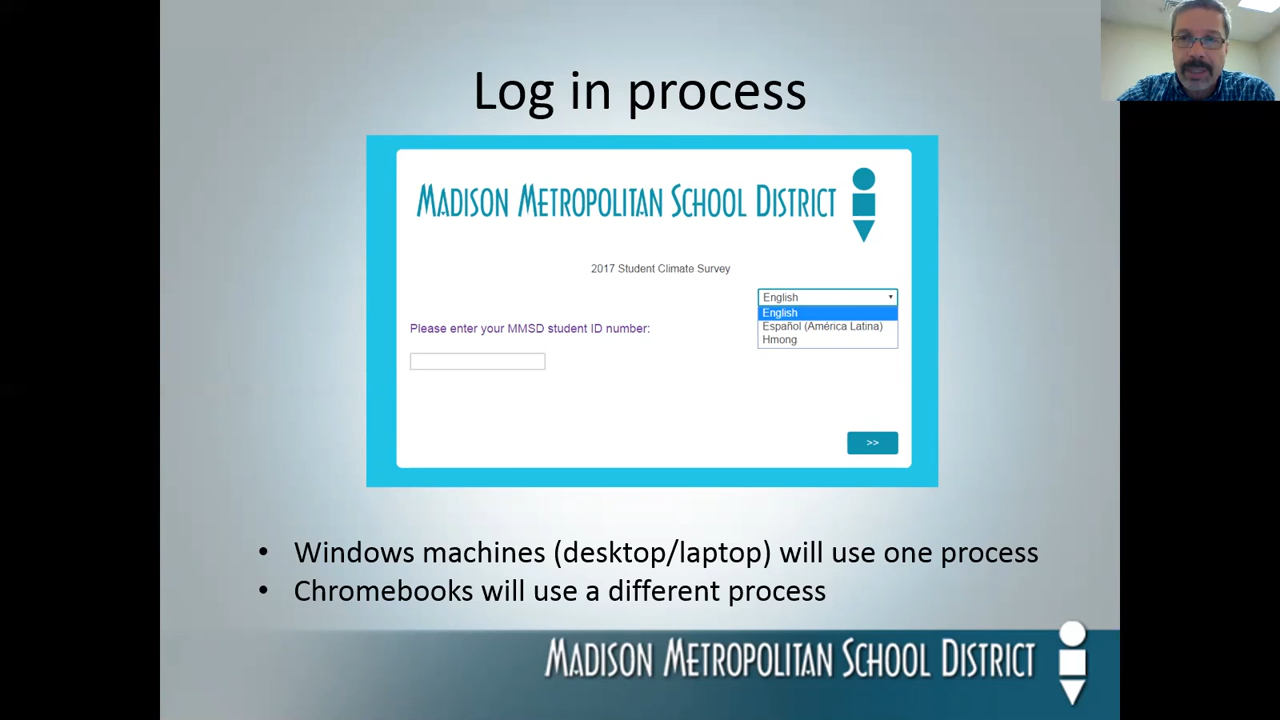 Log in process
MADISON METROPOLITAN SCHOOL DISTRICT
2017 Student Climate Survey
English
English
Español (América Latina)
Hmong
Please enter your MMSD student ID number:
>>
• Windows machines (desktop/laptop) will use one process
• Chromebooks will use a different process
MADISON METROPOLITAN SCHOOL DISTRICT